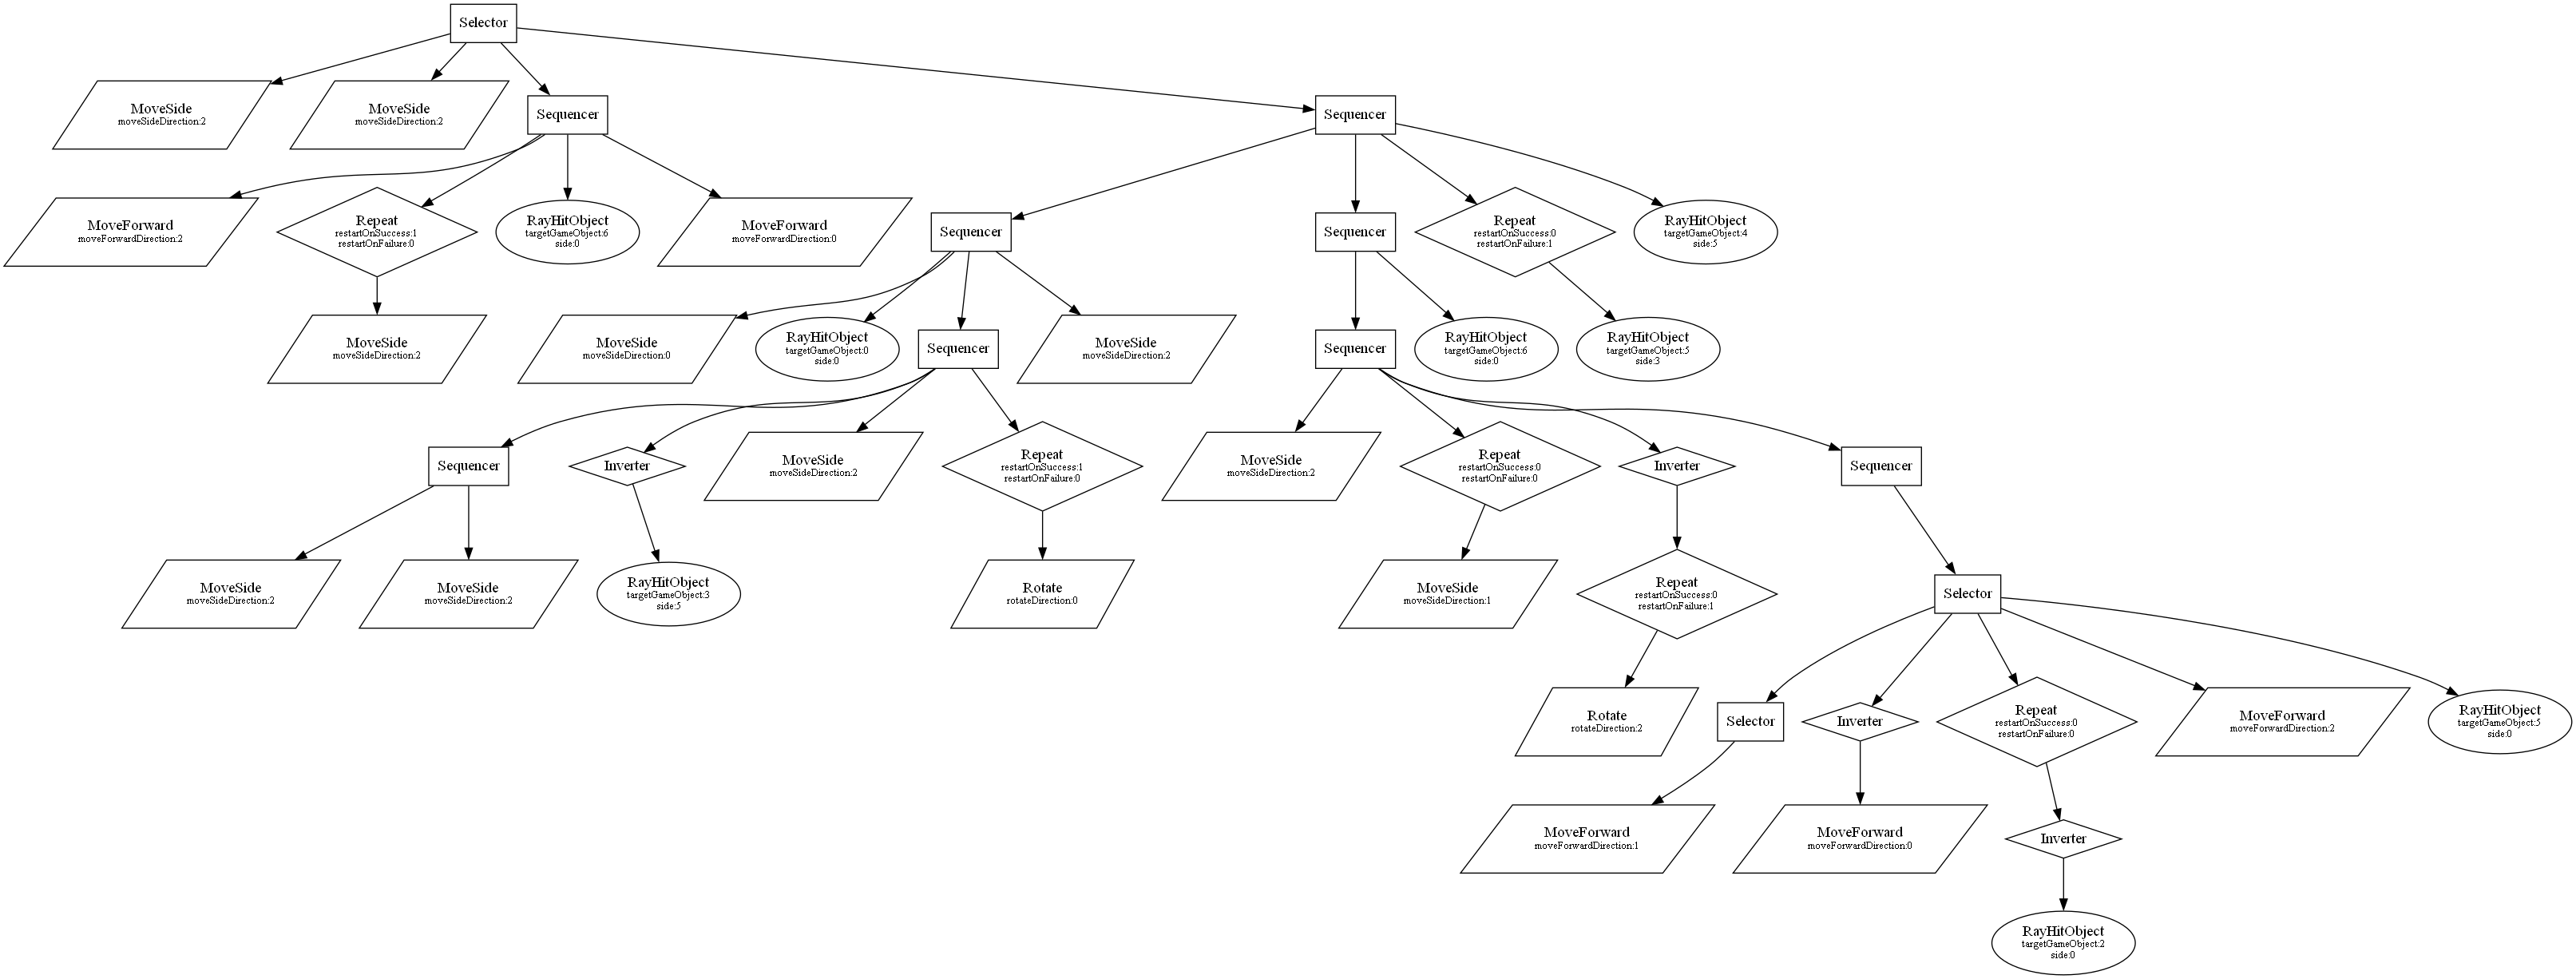 Selector
MoveSide
moveSideDirection:2
MoveSide
moveSideDirection:2
Sequencer
Sequencer
MoveForward
moveForwardDirection:2
Repeat
restartOnSuccess:1
restartOnFailure:0
RayHitObject
targetGameObject:6
side:0
MoveForward
moveForwardDirection:0
Sequencer
Sequencer
Repeat
restartOnSuccess:0
restartOnFailure:1
RayHitObject
targetGameObject:4
side:5
MoveSide
moveSideDirection:2
MoveSide
moveSideDirection:0
RayHitObject
targetGameObject:0
side:0
Sequencer
MoveSide
moveSideDirection:2
Sequencer
RayHitObject
targetGameObject:6
side:0
RayHitObject
targetGameObject:5
side:3
Sequencer
Inverter
MoveSide
moveSideDirection:2
Repeat
restartOnSuccess:1
restartOnFailure:0
MoveSide
moveSideDirection:2
Repeat
restartOnSuccess:0
restartOnFailure:0
Inverter
Sequencer
MoveSide
moveSideDirection:2
MoveSide
moveSideDirection:2
RayHitObject
targetGameObject:3
side:5
Rotate
rotateDirection:0
MoveSide
moveSideDirection:1
Repeat
restartOnSuccess:0
restartOnFailure:1
Selector
Rotate
rotateDirection:2
Selector
Inverter
Repeat
restartOnSuccess:0
restartOnFailure:0
MoveForward
moveForwardDirection:2
RayHitObject
targetGameObject:5
side:0
MoveForward
moveForwardDirection:1
MoveForward
moveForwardDirection:0
Inverter
RayHitObject
targetGameObject:2
side:0